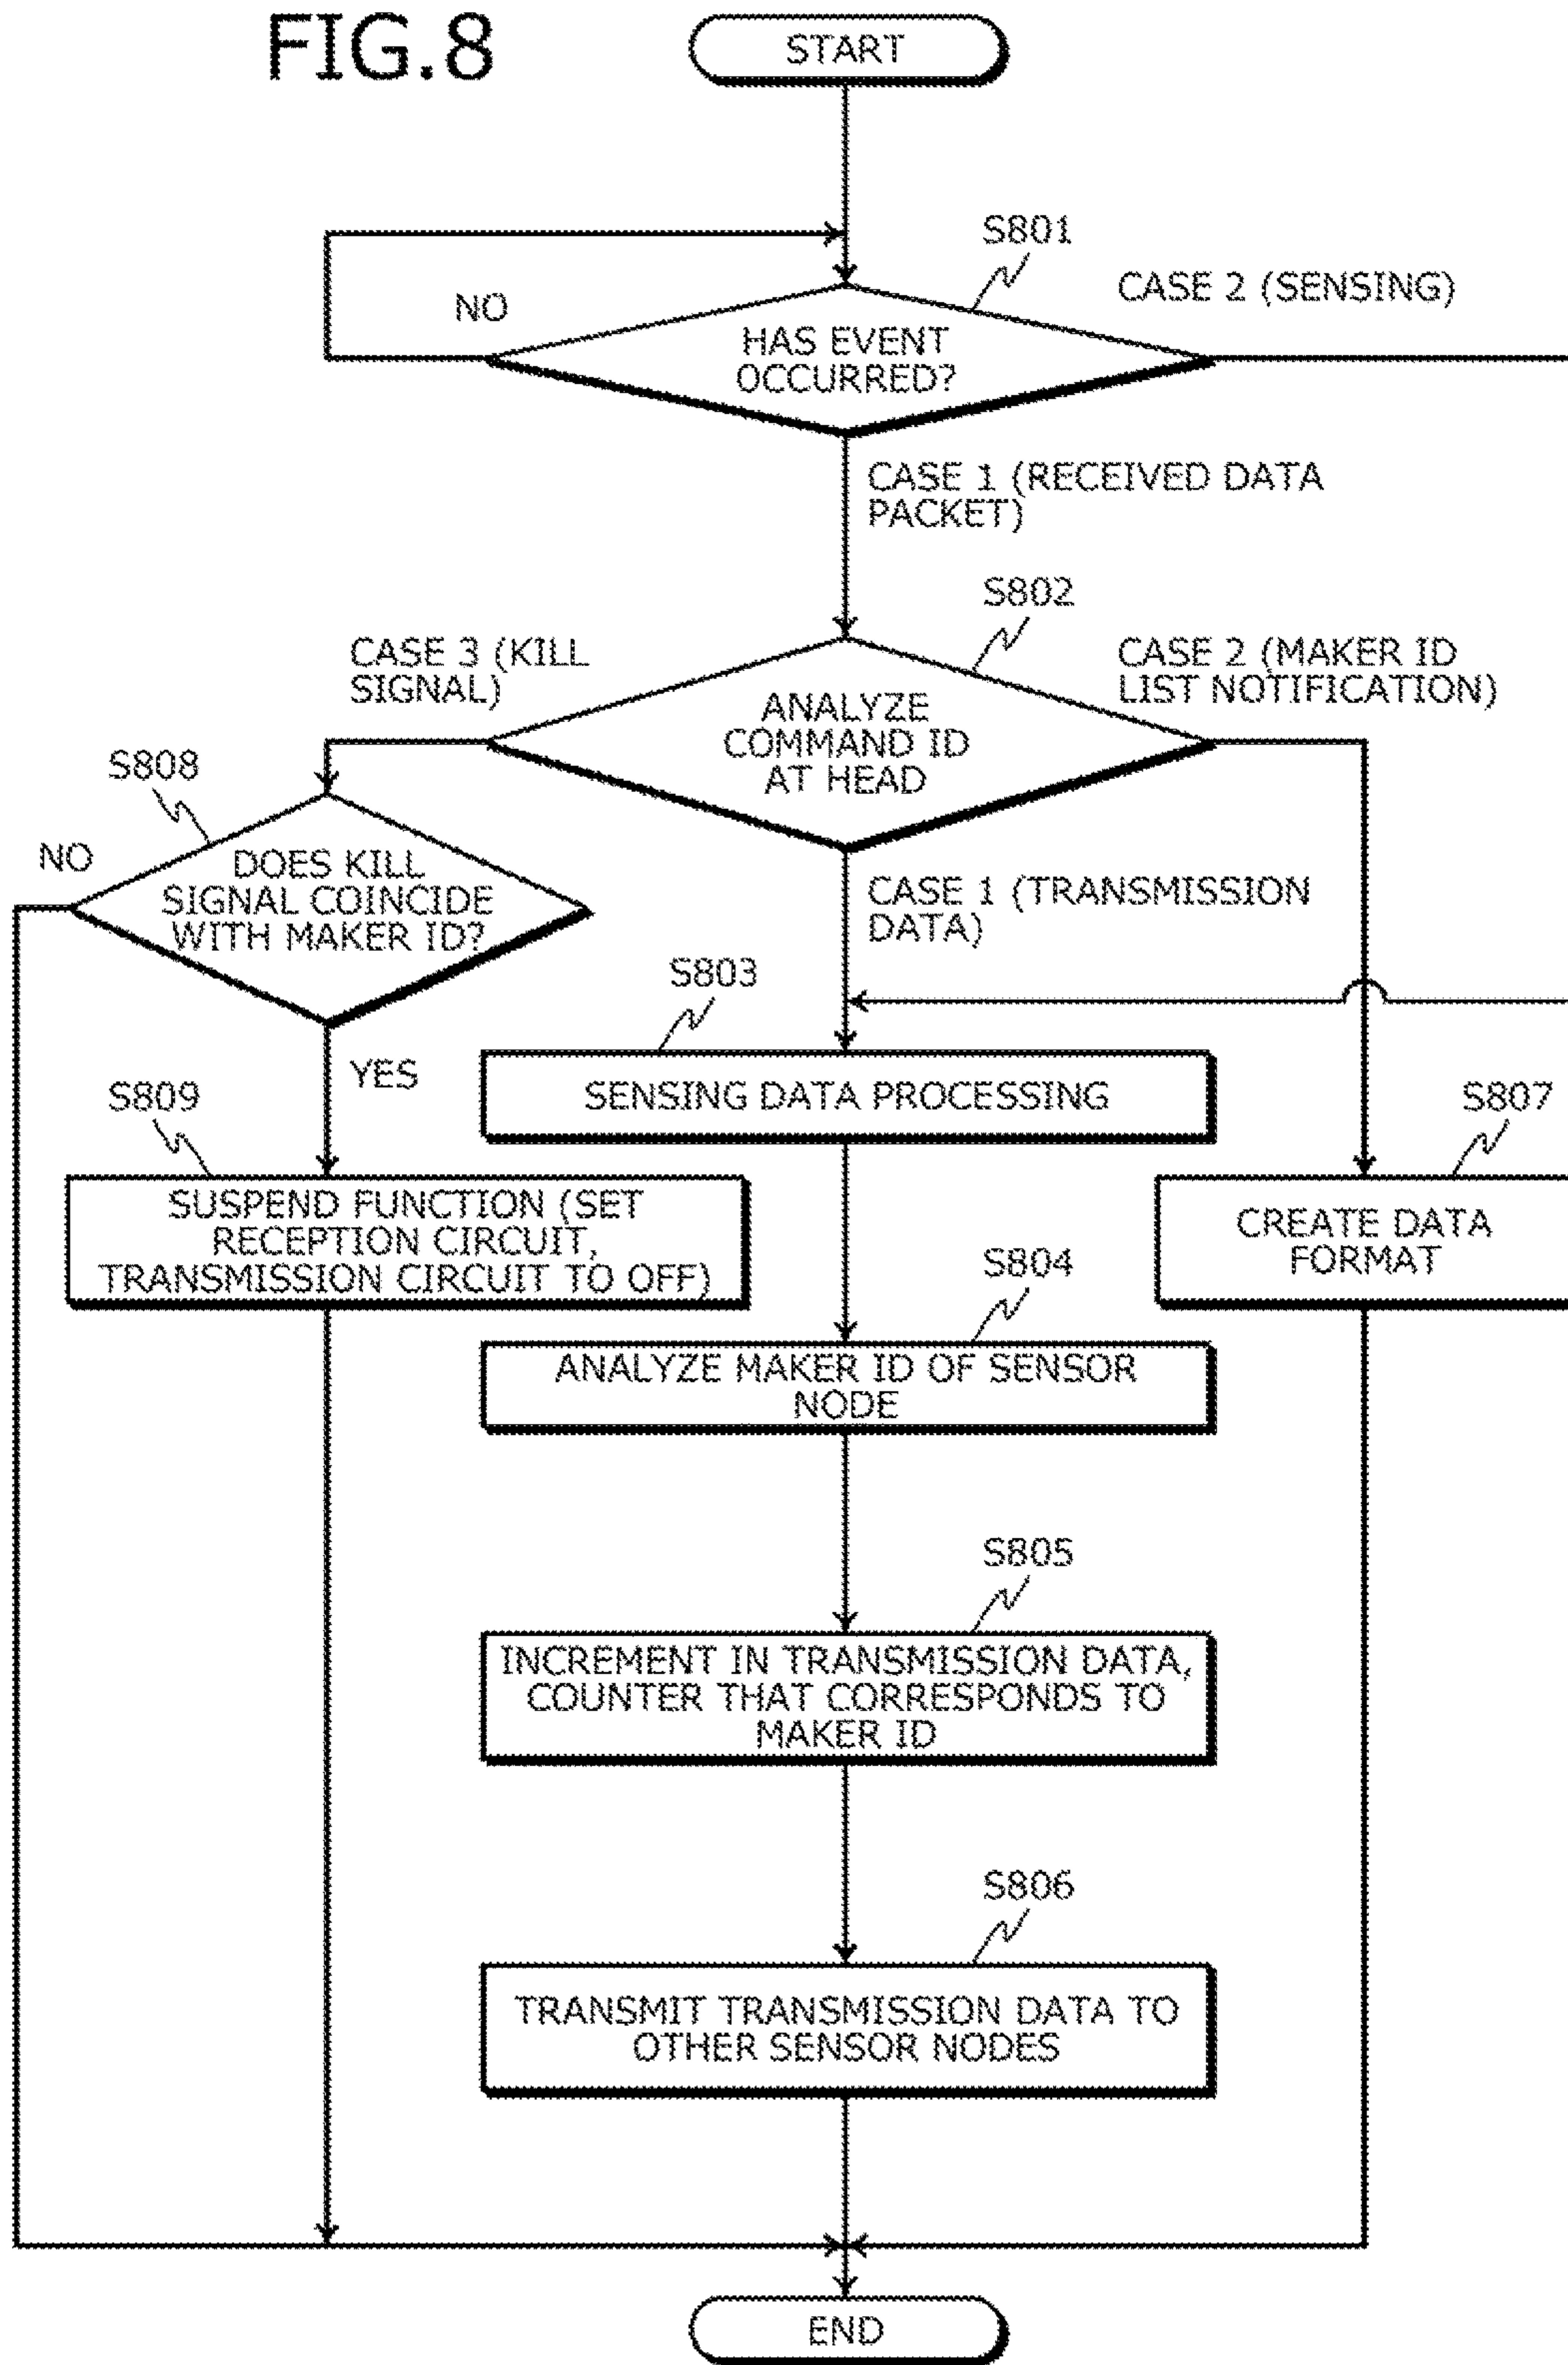 FIG.8
START
S801
CASE 2 (SENSING)
NO
HAS EVENT
OCCURRED?
CASE 1 (RECEIVED DATA
PACKET)
S802
CASE 3 (KILL
SIGNAL)
CASE 2 (MAKER ID
LIST NOTIFICATION)
ANALYZE
COMMAND ID
AT HEAD
S808
NO
DOES KILL
SIGNAL COINCIDE
WITH MAKER ID?
CASE 1 (TRANSMISSION
DATA)
S803
YES
SENSING DATA PROCESSING
S809
S807
SUSPEND FUNCTION (SET
RECEPTION CIRCUIT,
TRANSMISSION CIRCUIT TO OFF)
CREATE DATA
FORMAT
S804
ANALYZE MAKER ID OF SENSOR
NODE
S805
INCREMENT IN TRANSMISSION DATA,
COUNTER THAT CORRESPONDS TO
MAKER ID
S806
TRANSMIT TRANSMISSION DATA TO
OTHER SENSOR NODES
END